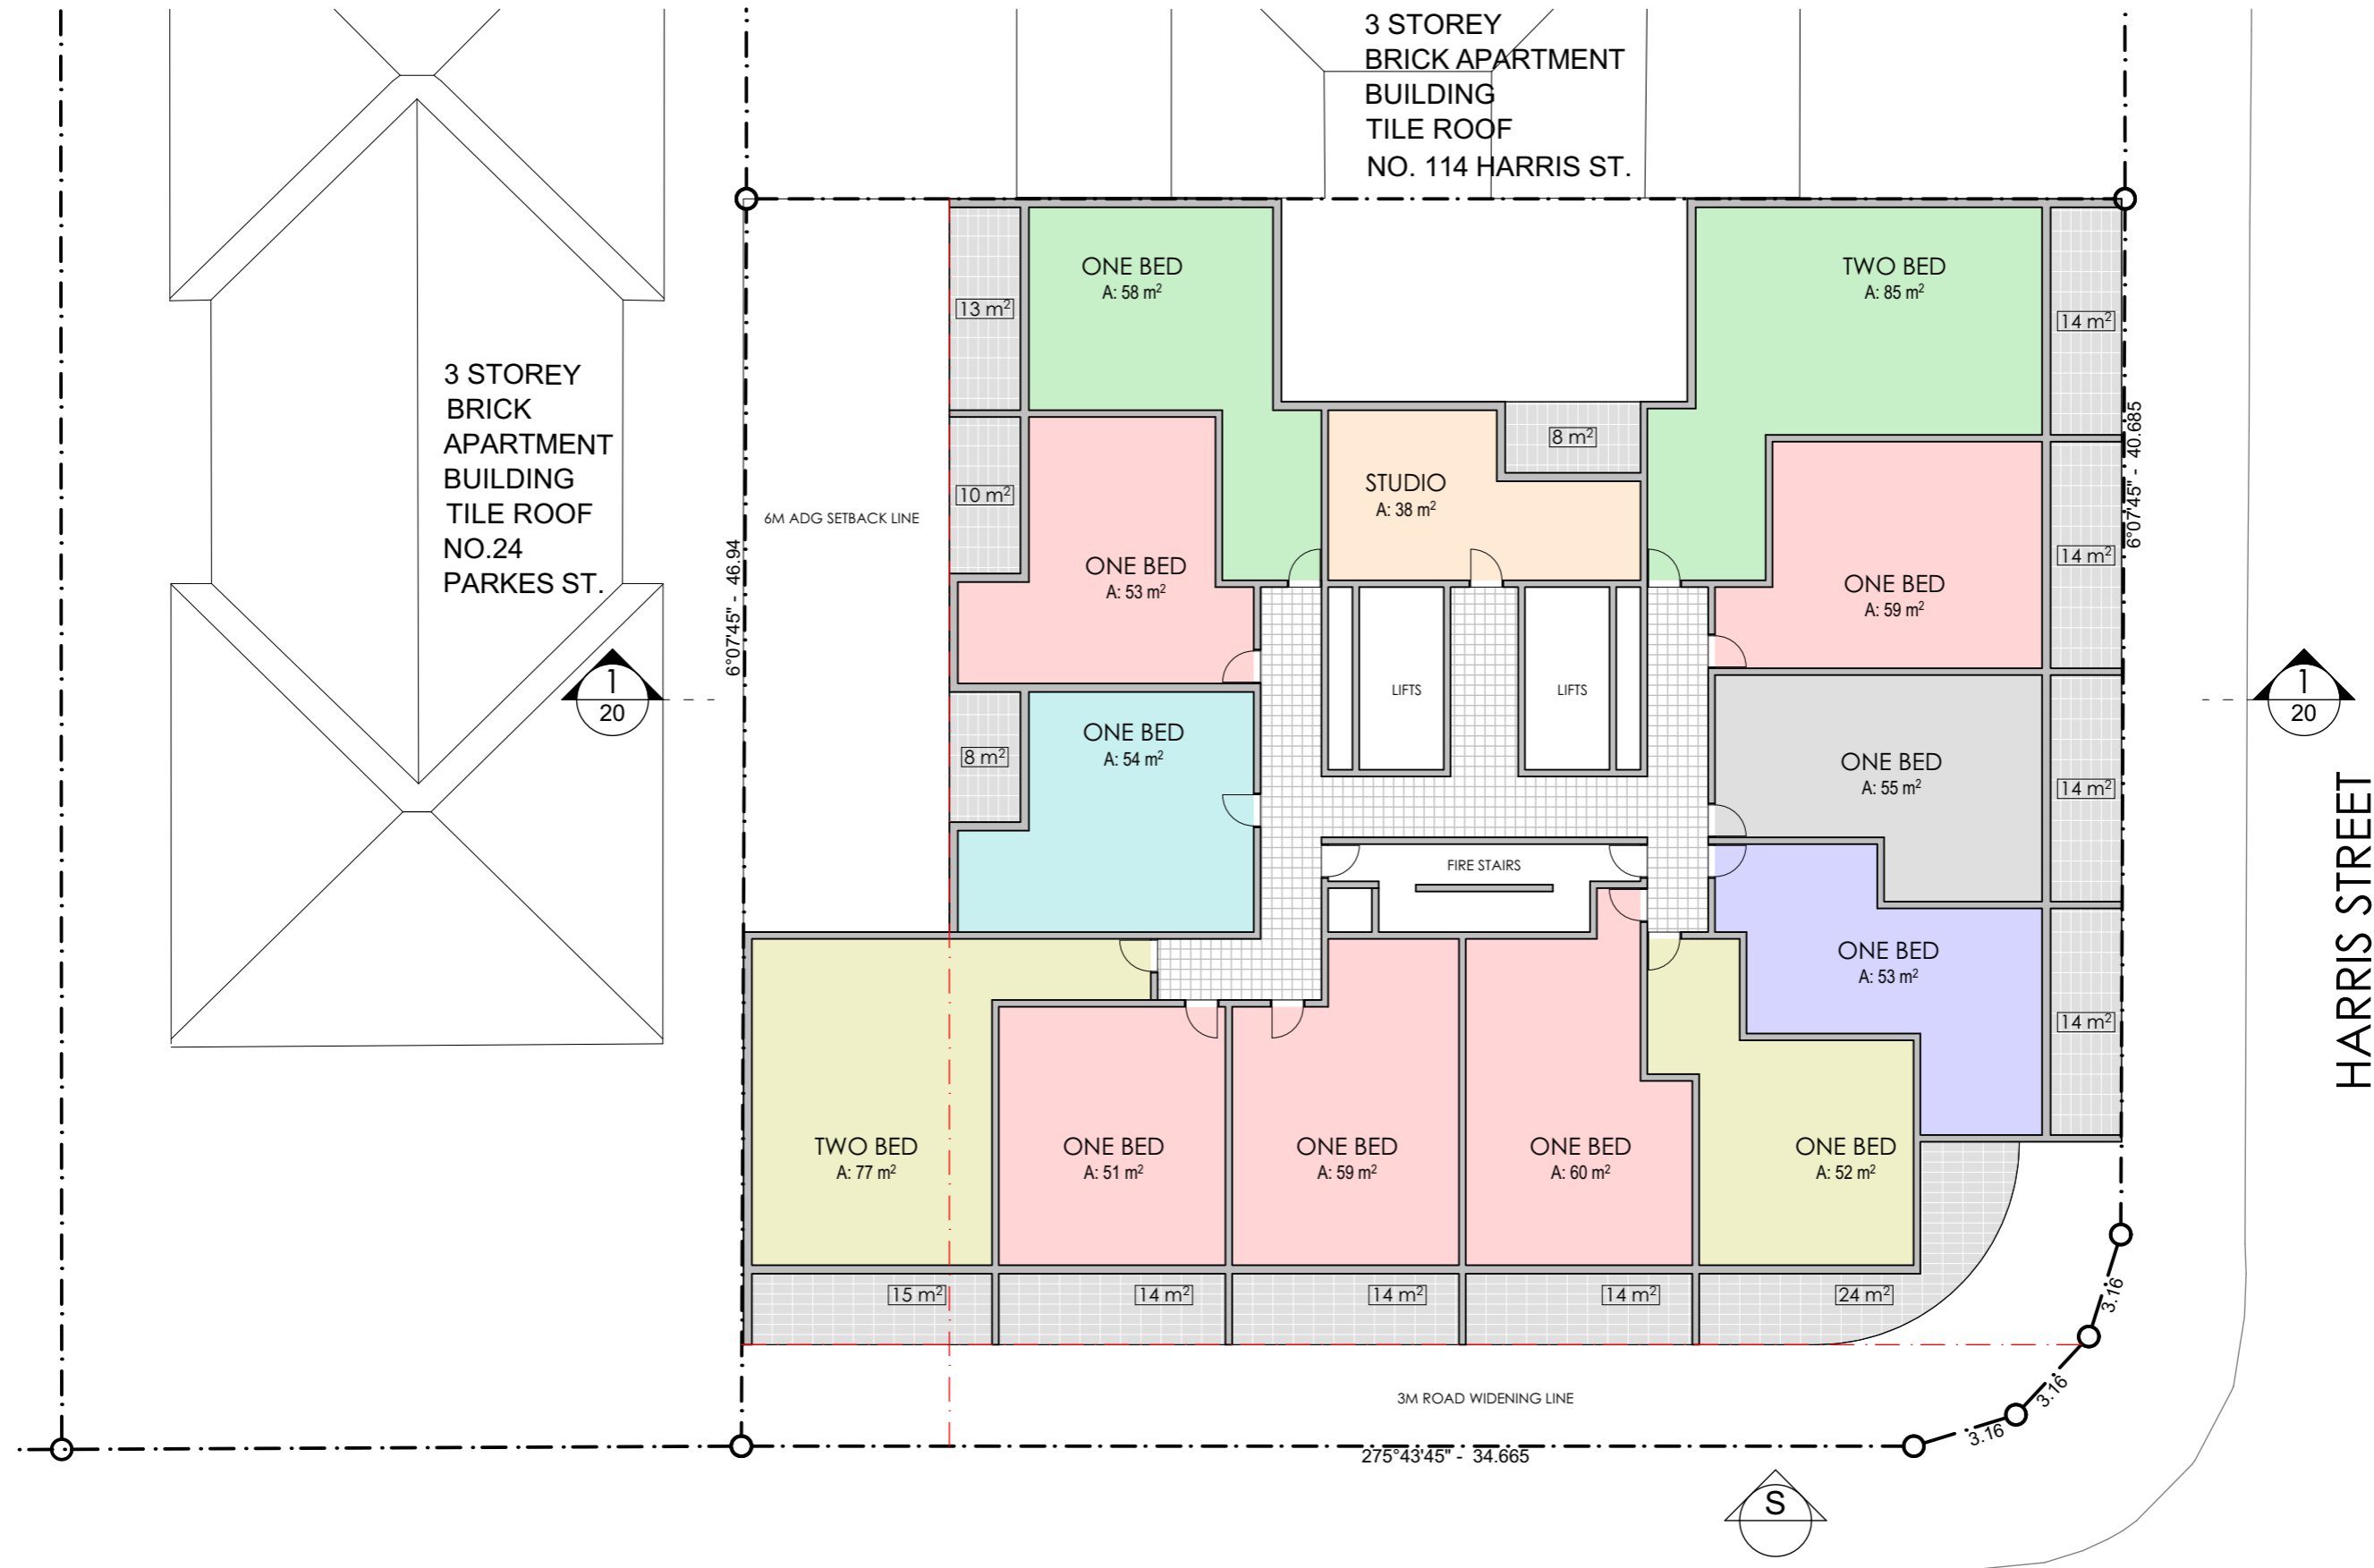 3 STOREY
BRICK APARTMENT
BUILDING
TILE ROOF
NO. 114 HARRIS ST.
3 STOREY
BRICK
APARTMENT
BUILDING
TILE ROOF
NO.24
PARKES ST.
6M ADG SETBACK LINE
6°07'45" - 46.94
6°07'45" - 40.685
13 m²
ONE BED
A: 58 m²
TWO BED
A: 85 m²
14 m²
8 m²
10 m²
STUDIO
A: 38 m²
ONE BED
A: 53 m²
ONE BED
A: 59 m²
14 m²
1
20
LIFTS
LIFTS
1
20
8 m²
ONE BED
A: 54 m²
ONE BED
A: 55 m²
14 m²
FIRE STAIRS
ONE BED
A: 53 m²
14 m²
HARRIS STREET
TWO BED
A: 77 m²
ONE BED
A: 51 m²
ONE BED
A: 59 m²
ONE BED
A: 60 m²
ONE BED
A: 52 m²
15 m²
14 m²
14 m²
14 m²
24 m²
3.16
3.16
3.16
3M ROAD WIDENING LINE
275°43'45" - 34.665
S